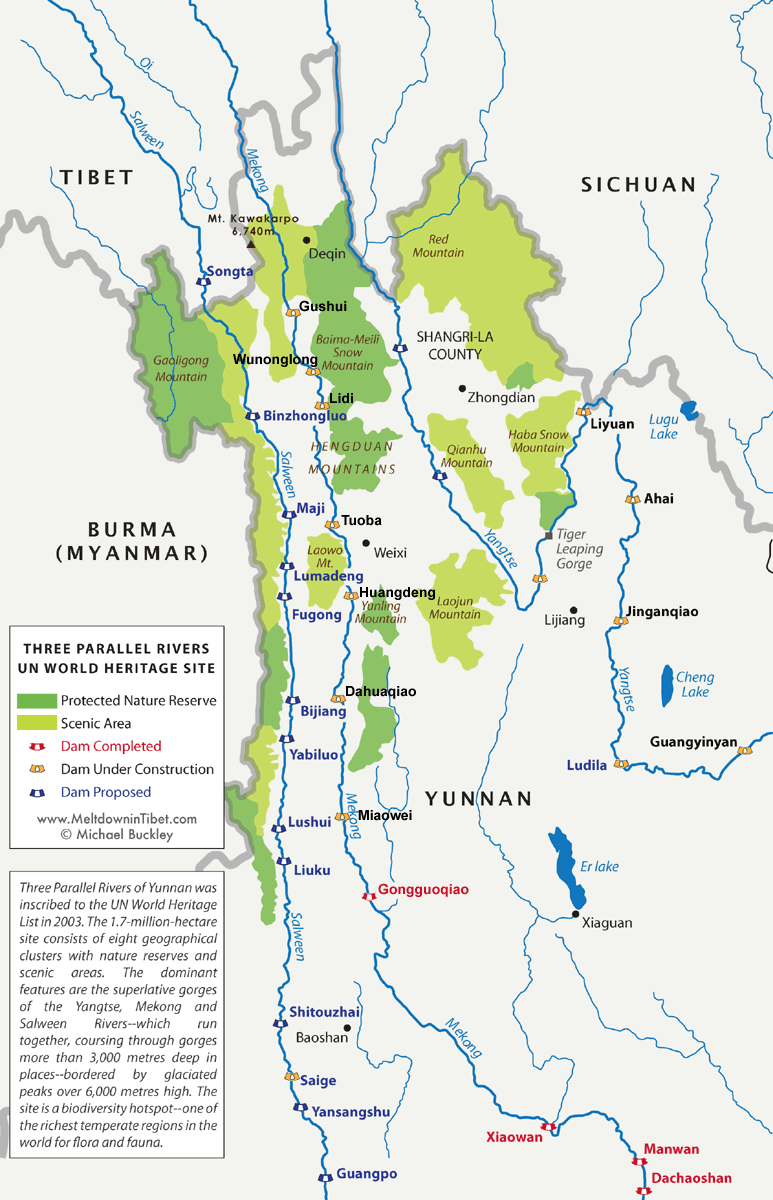 Qi
Salween
TIBET
Mekong
SICHUAN
Mt. Kawakarpo
6,740m
Deqin
Red
Mountain
Songta
Gushui
Gaoligong
Mountain
Wunonglong
Baima-Meili
Snow
Mountain
SHANGRI-LA
COUNTY
Zhongdian
Lidi
Binzhongluo
Liyuan
Lugu
Lake
HENGDUAN
MOUNTAINS
Qianhu
Mountain
Haba Snow
Mountain
Salween
Ahai
Maji
BURMA
(MYANMAR)
Tuoba
Weixi
Yangtse
Tiger
Leaping
Gorge
Laowo
Mt.
Lumadeng
Huangdeng
Fugong
Yunling
Mountain
Laojun
Mountain
Lijiang
Jinganqiao
THREE PARALLEL RIVERS
UN WORLD HERITAGE SITE
Protected Nature Reserve
Scenic Area
Dam Completed
Dam Under Construction
Dam Proposed
www.MeltdowninTibet.com
© Michael Buckley
Dahuaqiao
Bijiang
Yangtse
Cheng
Lake
Yabiluo
Guangyinyan
Ludila
YUNNAN
Mekong
Miaowei
Lushui
Liuku
Er lake
Gongguoqiao
Xiaguan
Salween
Three Parallel Rivers of Yunnan was
inscribed to the UN World Heritage
List in 2003. The 1.7-million-hectare
site consists of eight geographical
clusters with nature reserves and
scenic areas. The dominant
features are the superlative gorges
of the Yangtse, Mekong and
Salween Rivers--which run
together, coursing through gorges
more than 3,000 metres deep in
places--bordered by glaciated
peaks over 6,000 metres high. The
site is a biodiversity hotspot--one of
the richest temperate regions in the
world for flora and fauna.
Shitouzhai
Baoshan
Mekong
Saige
Yansangshu
Xiaowan
Manwan
Guangpo
Dachaoshan